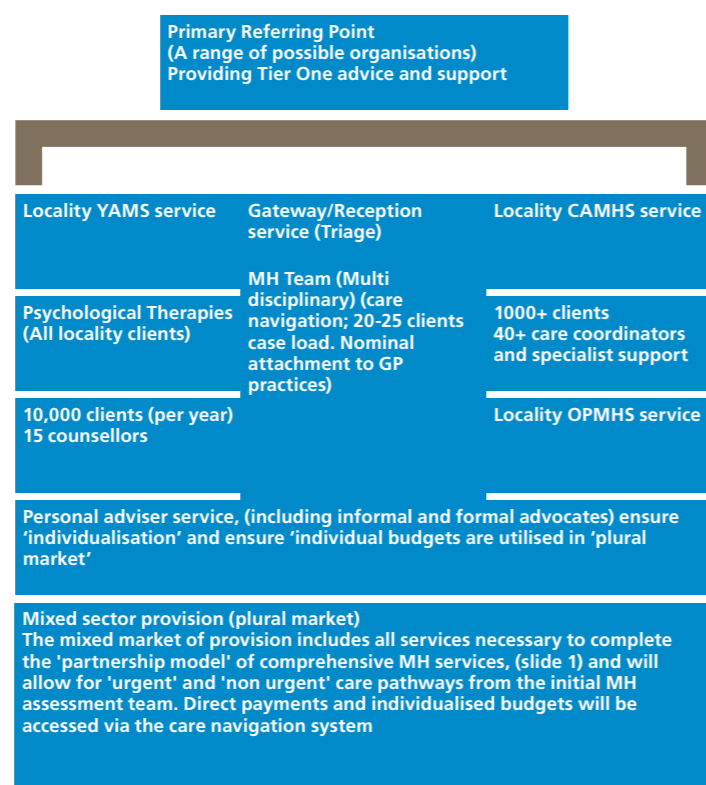 Primary Referring Point
(A range of possible organisations)
Providing Tier One advice and support
Locality YAMS service
Gateway/Reception
service (Triage)
MH Team (Multi
disciplinary) (care
navigation; 20-25 clients
case load. Nominal
attachment to GP
practices)
Locality CAMHS service
Psychological Therapies
(All locality clients)
1000+ clients
40+ care coordinators
and specialist support
10,000 clients (per year)
15 counsellors
Locality OPMHS service
Personal adviser service, (including informal and formal advocates) ensure
‘individualisation’ and ensure ‘individual budgets are utilised in ‘plural
market’
Mixed sector provision (plural market)
The mixed market of provision includes all services necessary to complete
the 'partnership model' of comprehensive MH services, (slide 1) and will
allow for 'urgent' and 'non urgent' care pathways from the initial MH
assessment team. Direct payments and individualised budgets will be
accessed via the care navigation system